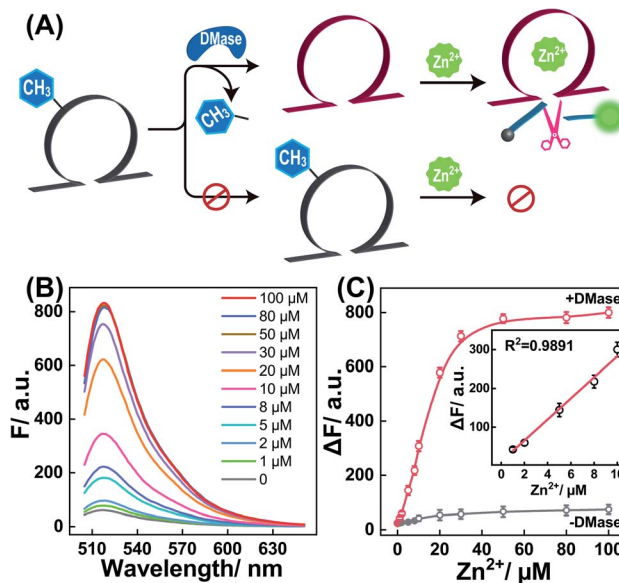 (A)
DMase
CH3
Zn2+
Zn2+
CH3
CH3
Zn2+
(B)
800
600
400
200
0
F/ a.u.
510 540 570 600 630
Wavelength/ nm
100 μM
80 μM
50 μM
30 μM
20 μM
10 μM
8 μM
5 μM
2 μM
1 μM
0
(C)
+DMase
800
600
400
200
0
ΔF/ a.u.
R2=0.9891
300
200
100
0
ΔF/ a.u.
0 2 4 6 8 10
Zn2+/ μM
-DMase
0 20 40 60 80 100
Zn2+/ μM